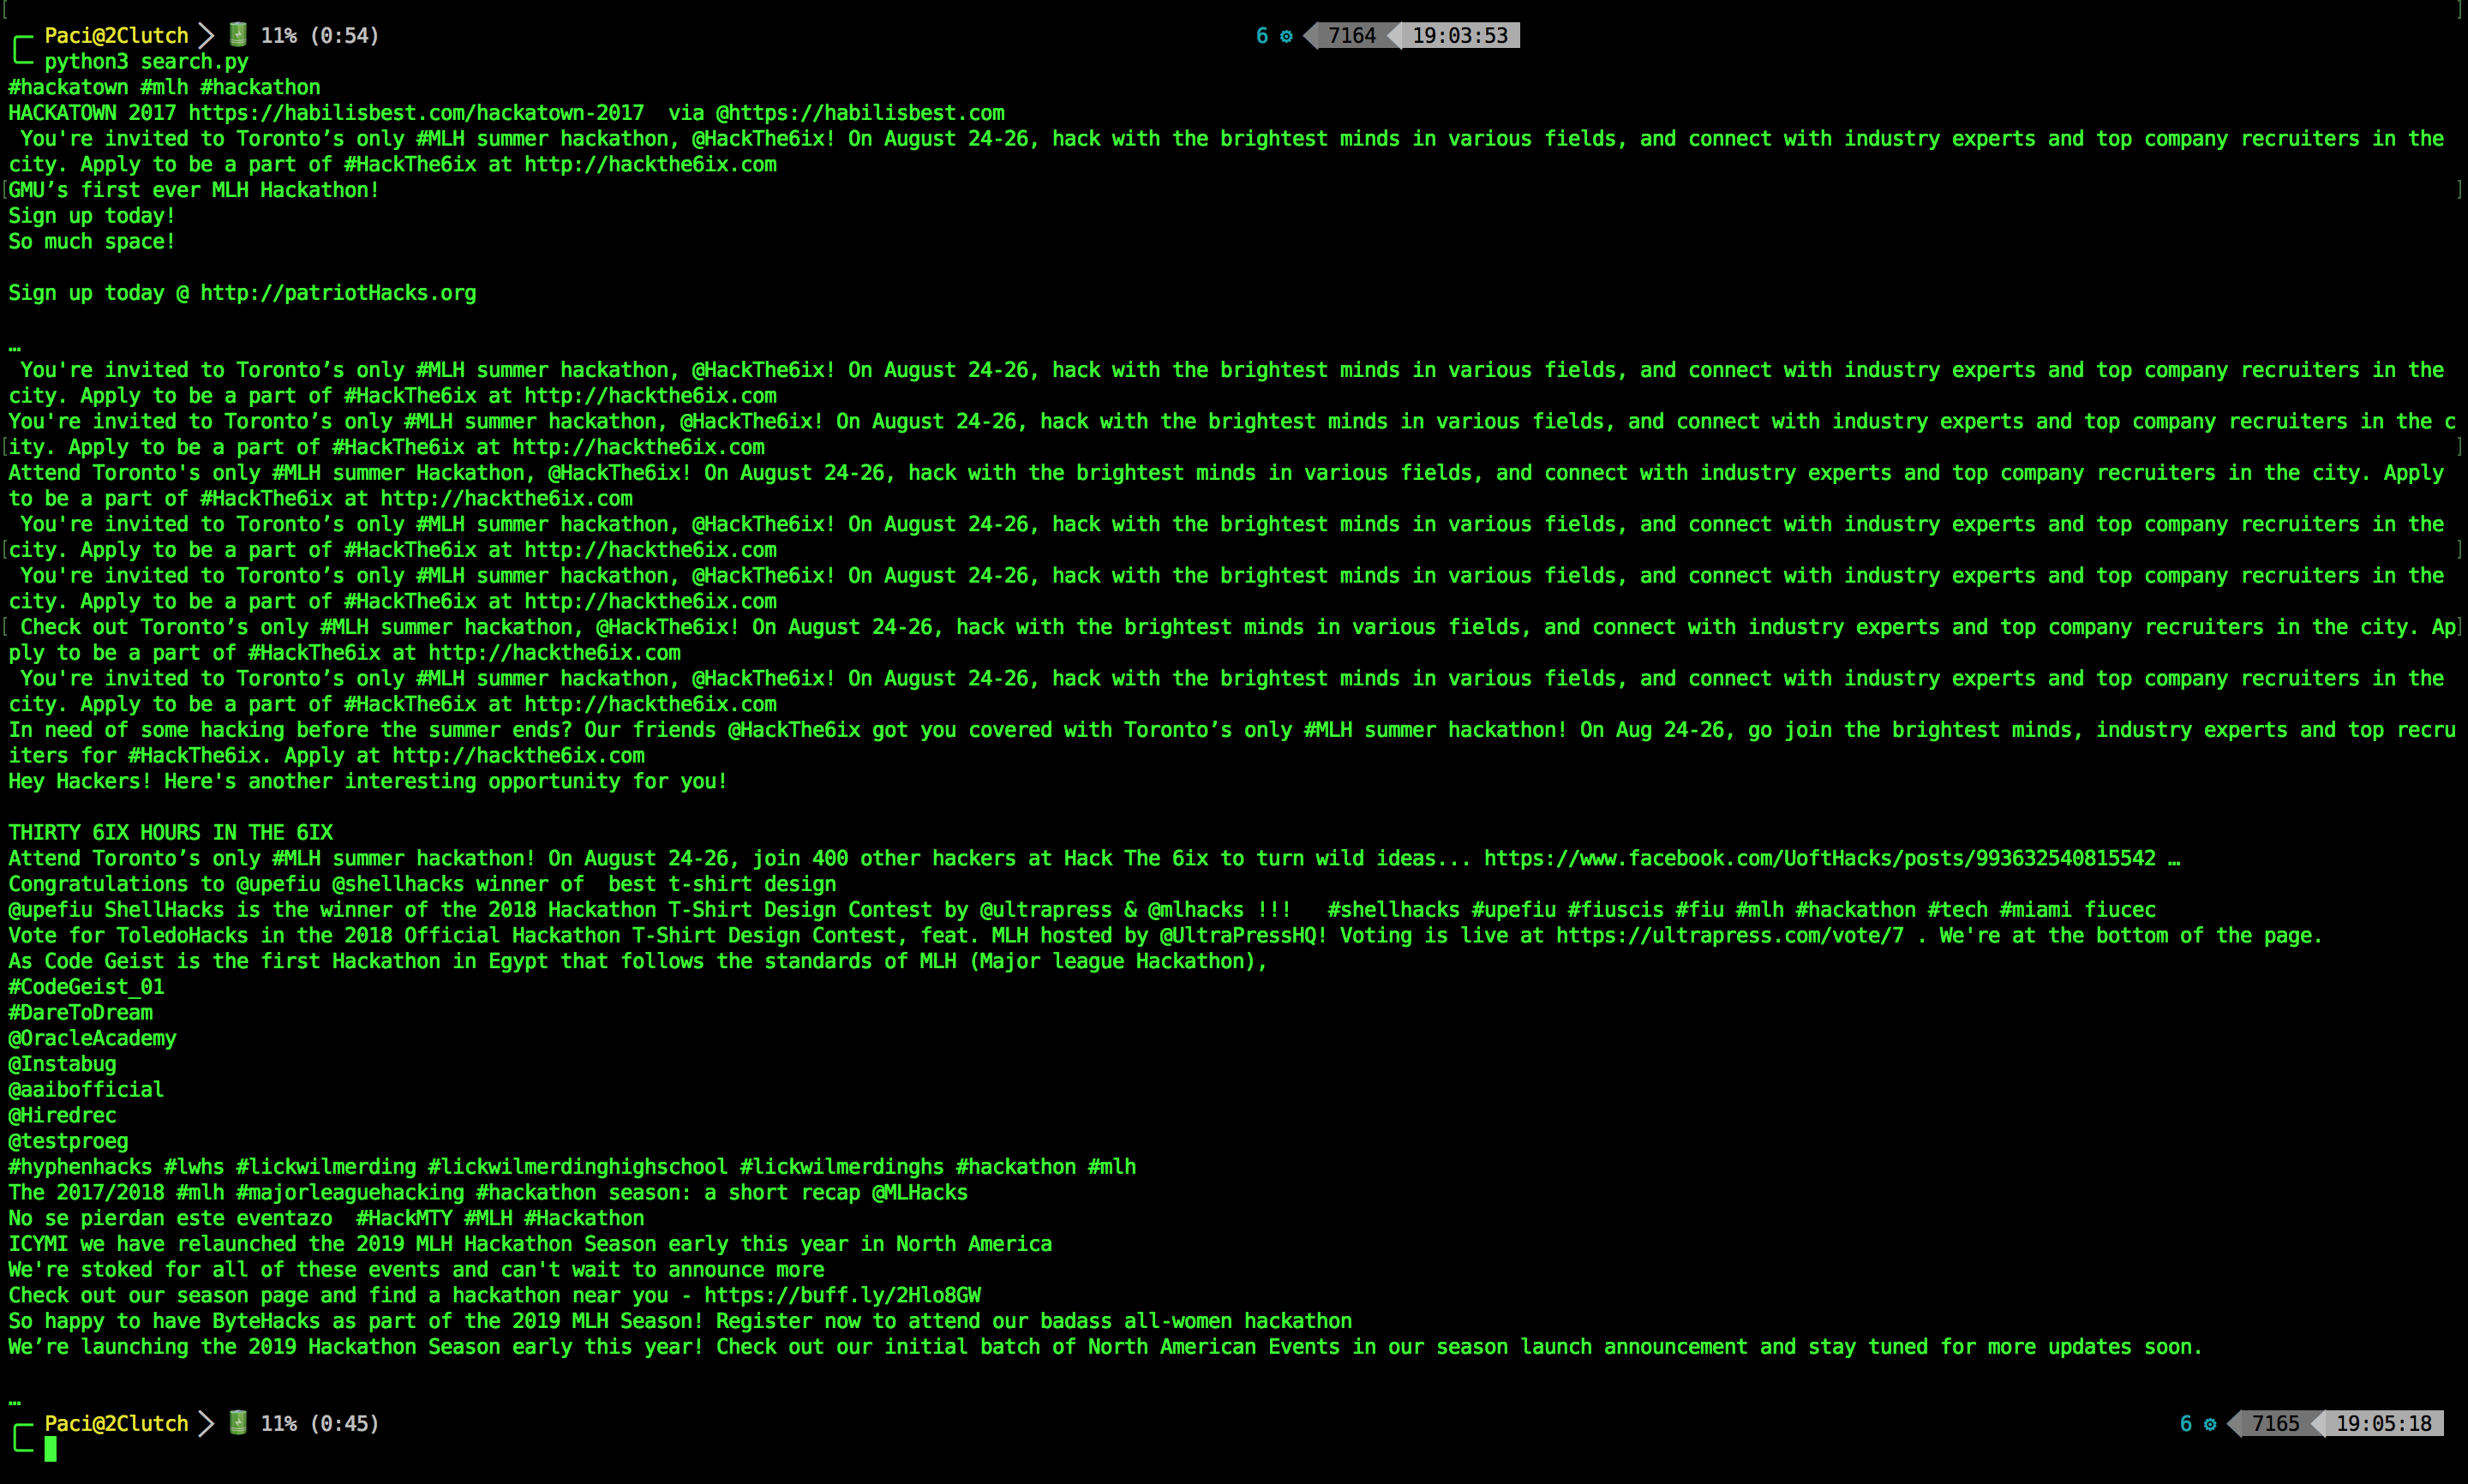 Paci@2Clutch 11% (0:54) 6 ⚙ 7164 19:03:53
python3 search.py
#hackatown #mlh #hackathon
HACKATOWN 2017 https://habilisbest.com/hackatown-2017  via @https://habilisbest.com
 You're invited to Toronto’s only #MLH summer hackathon, @HackThe6ix! On August 24-26, hack with the brightest minds in various fields, and connect with industry experts and top company recruiters in the
city. Apply to be a part of #HackThe6ix at http://hackthe6ix.com
[GMU’s first ever MLH Hackathon! ]
Sign up today!
So much space!

Sign up today @ http://patriotHacks.org

…
 You're invited to Toronto’s only #MLH summer hackathon, @HackThe6ix! On August 24-26, hack with the brightest minds in various fields, and connect with industry experts and top company recruiters in the
city. Apply to be a part of #HackThe6ix at http://hackthe6ix.com
You're invited to Toronto’s only #MLH summer hackathon, @HackThe6ix! On August 24-26, hack with the brightest minds in various fields, and connect with industry experts and top company recruiters in the c
[ity. Apply to be a part of #HackThe6ix at http://hackthe6ix.com ]
Attend Toronto's only #MLH summer Hackathon, @HackThe6ix! On August 24-26, hack with the brightest minds in various fields, and connect with industry experts and top company recruiters in the city. Apply
to be a part of #HackThe6ix at http://hackthe6ix.com
 You're invited to Toronto’s only #MLH summer hackathon, @HackThe6ix! On August 24-26, hack with the brightest minds in various fields, and connect with industry experts and top company recruiters in the
[city. Apply to be a part of #HackThe6ix at http://hackthe6ix.com ]
 You're invited to Toronto’s only #MLH summer hackathon, @HackThe6ix! On August 24-26, hack with the brightest minds in various fields, and connect with industry experts and top company recruiters in the
city. Apply to be a part of #HackThe6ix at http://hackthe6ix.com
[ Check out Toronto’s only #MLH summer hackathon, @HackThe6ix! On August 24-26, hack with the brightest minds in various fields, and connect with industry experts and top company recruiters in the city. Ap]
ply to be a part of #HackThe6ix at http://hackthe6ix.com
 You're invited to Toronto’s only #MLH summer hackathon, @HackThe6ix! On August 24-26, hack with the brightest minds in various fields, and connect with industry experts and top company recruiters in the
city. Apply to be a part of #HackThe6ix at http://hackthe6ix.com
In need of some hacking before the summer ends? Our friends @HackThe6ix got you covered with Toronto’s only #MLH summer hackathon! On Aug 24-26, go join the brightest minds, industry experts and top recru
iters for #HackThe6ix. Apply at http://hackthe6ix.com
Hey Hackers! Here's another interesting opportunity for you!

THIRTY 6IX HOURS IN THE 6IX
Attend Toronto’s only #MLH summer hackathon! On August 24-26, join 400 other hackers at Hack The 6ix to turn wild ideas... https://www.facebook.com/UoftHacks/posts/993632540815542 …
Congratulations to @upefiu @shellhacks winner of  best t-shirt design
@upefiu ShellHacks is the winner of the 2018 Hackathon T-Shirt Design Contest by @ultrapress & @mlhacks !!!   #shellhacks #upefiu #fiuscis #fiu #mlh #hackathon #tech #miami fiucec
Vote for ToledoHacks in the 2018 Official Hackathon T-Shirt Design Contest, feat. MLH hosted by @UltraPressHQ! Voting is live at https://ultrapress.com/vote/7 . We're at the bottom of the page.
As Code Geist is the first Hackathon in Egypt that follows the standards of MLH (Major league Hackathon),
#CodeGeist_01
#DareToDream
@OracleAcademy
@Instabug
@aaibofficial
@Hiredrec
@testproeg
#hyphenhacks #lwhs #lickwilmerding #lickwilmerdinghighschool #lickwilmerdinghs #hackathon #mlh
The 2017/2018 #mlh #majorleaguehacking #hackathon season: a short recap @MLHacks
No se pierdan este eventazo  #HackMTY #MLH #Hackathon
ICYMI we have relaunched the 2019 MLH Hackathon Season early this year in North America
We're stoked for all of these events and can't wait to announce more
Check out our season page and find a hackathon near you - https://buff.ly/2Hlo8GW
So happy to have ByteHacks as part of the 2019 MLH Season! Register now to attend our badass all-women hackathon
We’re launching the 2019 Hackathon Season early this year! Check out our initial batch of North American Events in our season launch announcement and stay tuned for more updates soon.

…
Paci@2Clutch 11% (0:45) 6 ⚙ 7165 19:05:18